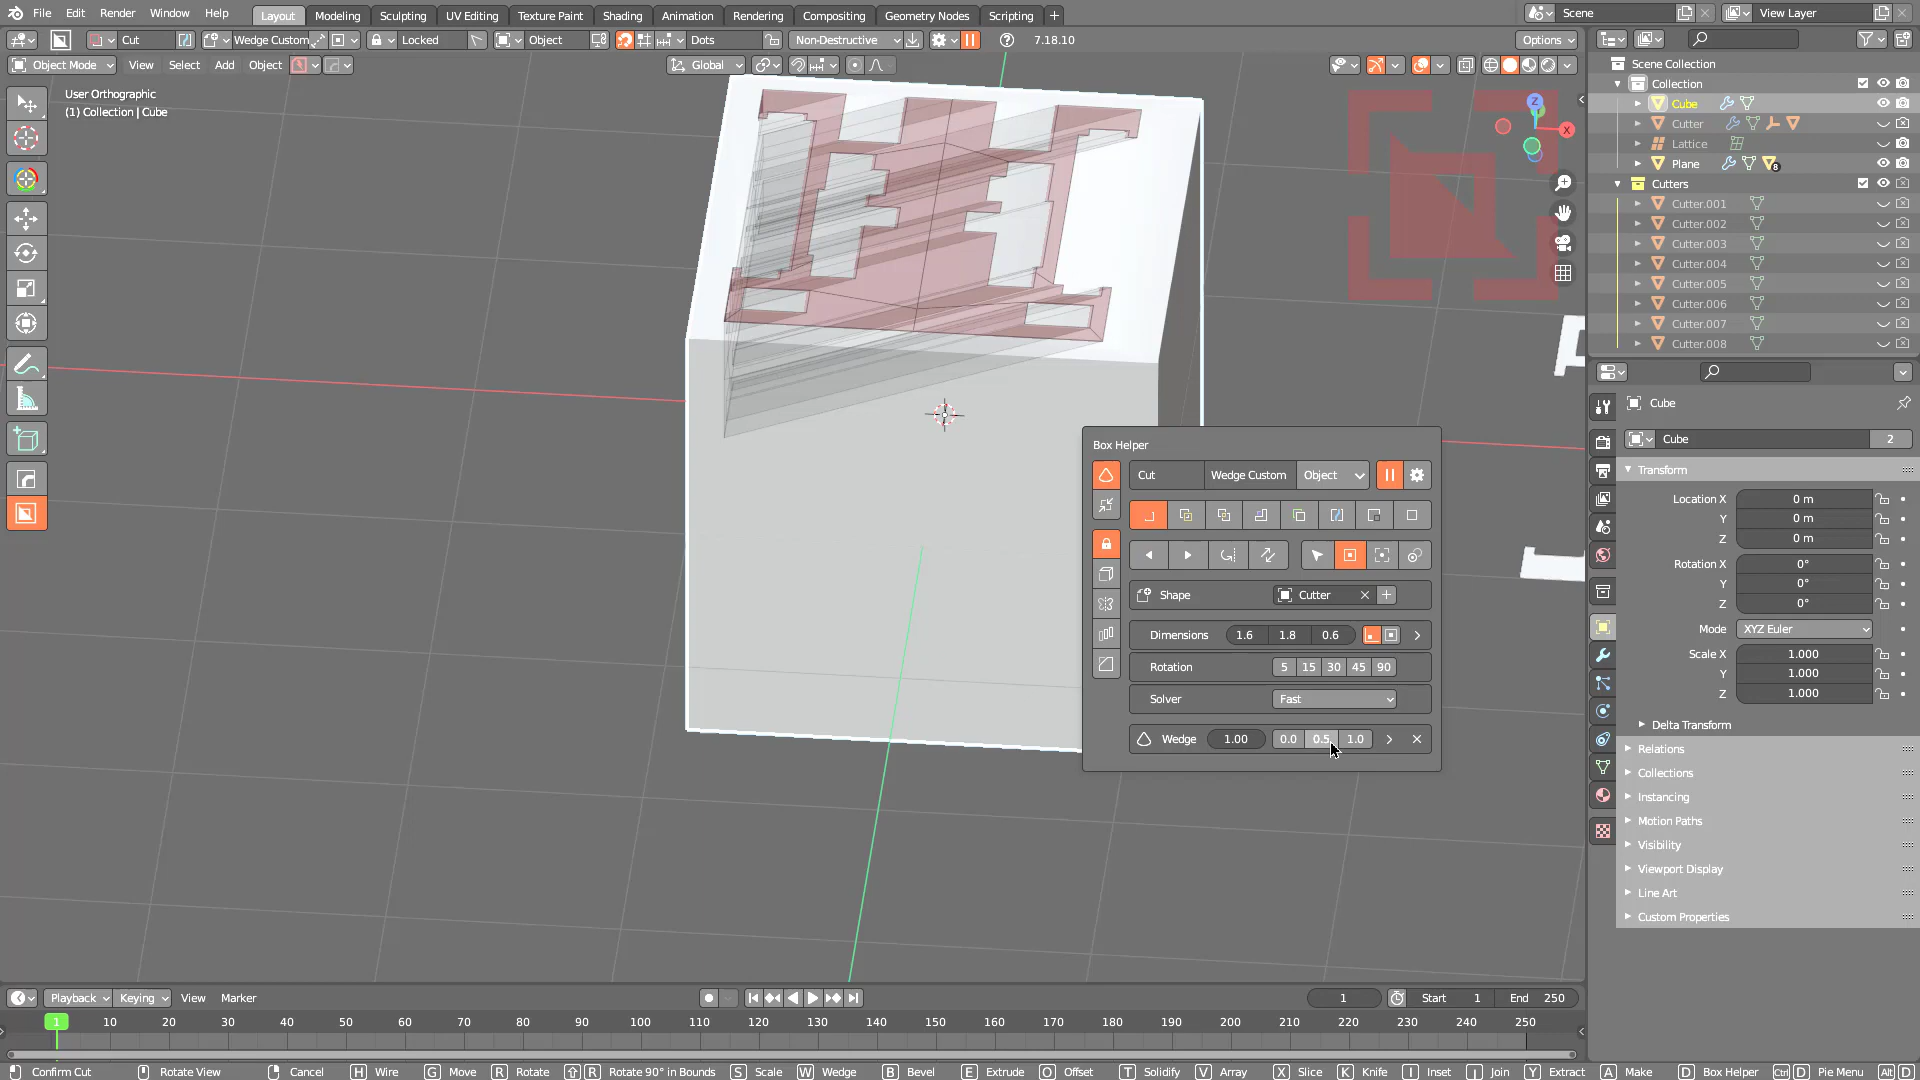 File Edit Render Window Help Layout Modeling Sculpting UV Editing Texture Paint Shading Animation Rendering Compositing Geometry Nodes Scripting + Scene View Layer
Cut Wedge Custom Locked Object Dots Non-Destructive 7.18.10 Options
Object Mode View Select Add Object Global
User Orthographic
(1) Collection | Cube
Z
X
Scene Collection
Collection
Cube
Cutter
Lattice
Plane 8
Cutters
Cutter.001
Cutter.002
Cutter.003
Cutter.004
Cutter.005
Cutter.006
Cutter.007
Cutter.008
Cube
Cube 2
Transform
Location X 0 m
Y 0 m
Z 0 m
Rotation X 0°
Y 0°
Z 0°
Mode XYZ Euler
Scale X 1.000
Y 1.000
Z 1.000
Delta Transform
Relations
Collections
Instancing
Motion Paths
Visibility
Viewport Display
Line Art
Custom Properties
Box Helper
Cut Wedge Custom Object
Shape Cutter
Dimensions 1.6 1.8 0.6
Rotation 5 15 30 45 90
Solver Fast
Wedge 1.00 0.0 0.5 1.0
Playback Keying View Marker 1 Start 1 End 250
1 10 20 30 40 50 60 70 80 90 100 110 120 130 140 150 160 170 180 190 200 210 220 230 240 250
Confirm Cut Rotate View Cancel H Wire G Move R Rotate R Rotate 90° in Bounds S Scale W Wedge B Bevel E Extrude O Offset T Solidify V Array X Slice K Knife I Inset J Join Y Extract A Make D Box Helper Ctrl D Pie Menu Alt D